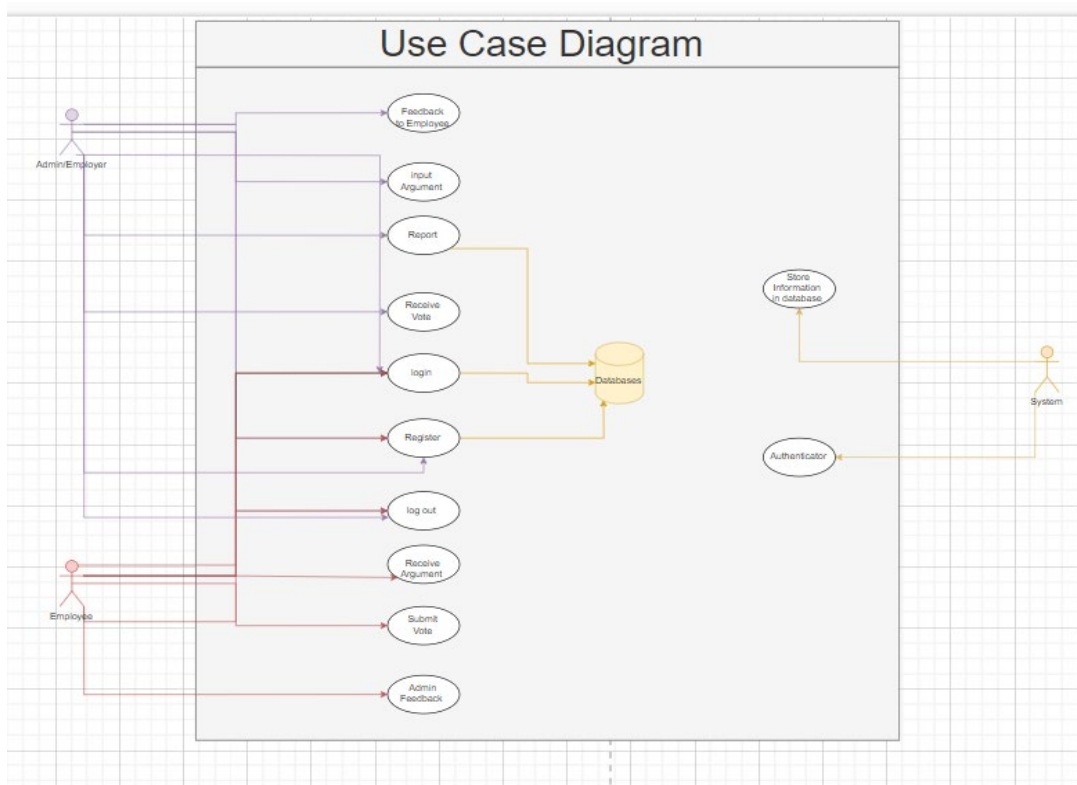 Use Case Diagram
Feedback
to Employee
Admin/Employer
Input
Argument
Report
Store
Information
in database
Receive
Vote
login
Databases
System
Register
Authenticator
log out
Receive
Argument
Employee
Submit
Vote
Admin
Feedback